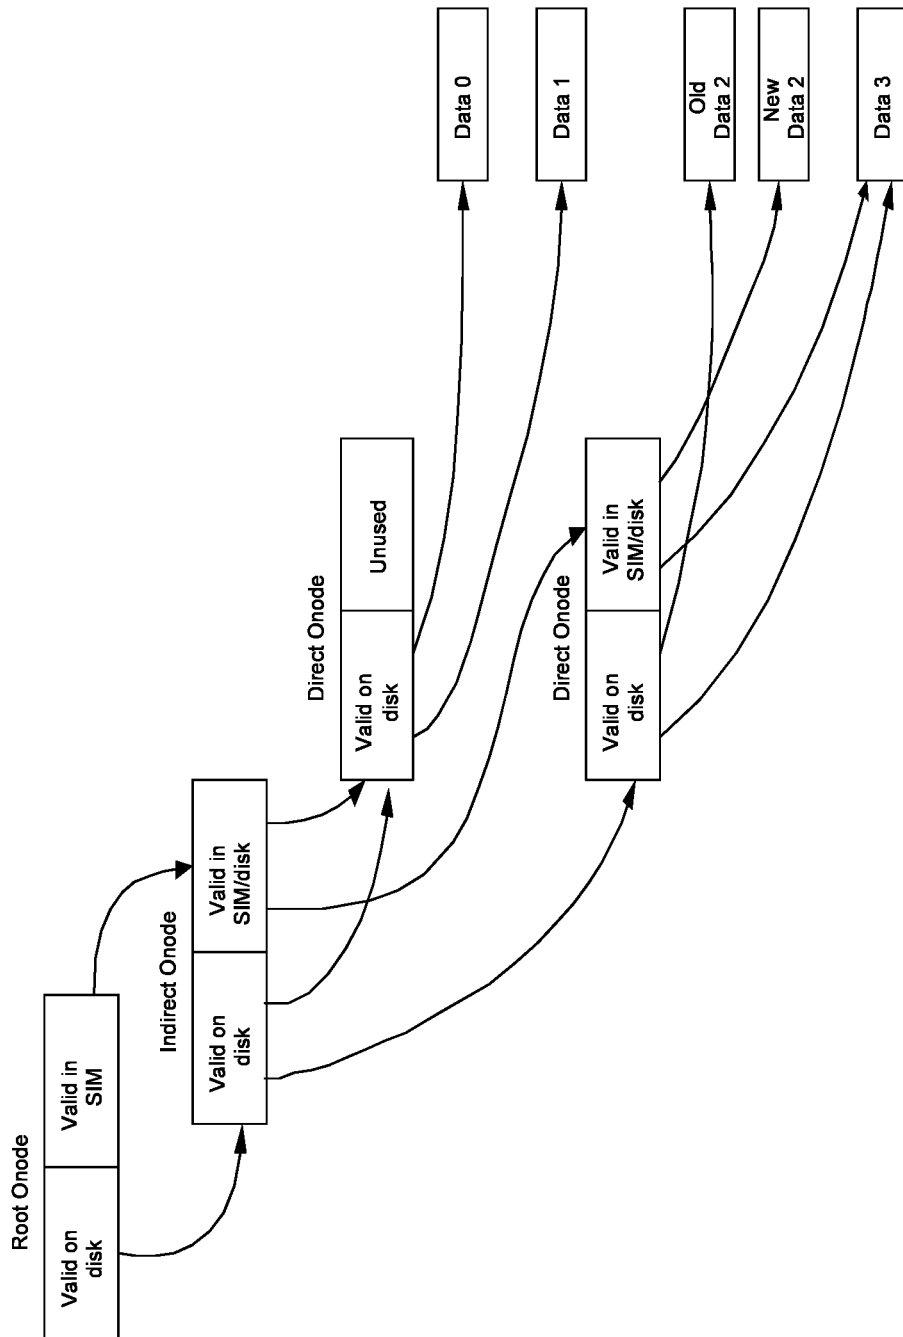 Root Onode
Valid on
disk
Valid in
SIM
Indirect Onode
Valid on
disk
Valid in
SIM/disk
Direct Onode
Valid on
disk
Unused
Direct Onode
Valid on
disk
Valid in
SIM/disk
Data 0
Data 1
Old
Data 2
New
Data 2
Data 3